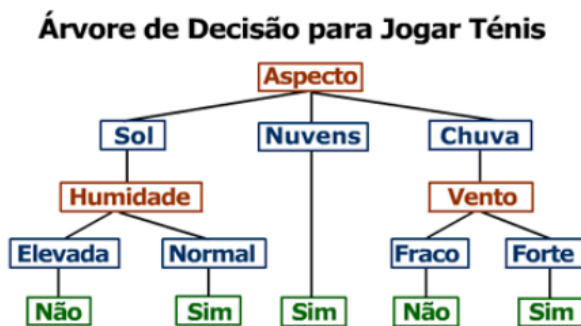 Árvore de Decisão para Jogar Ténis
Aspecto
Sol Nuvens Chuva
Humidade Vento
Elevada Normal Fraco Forte
Não Sim Sim Não Sim